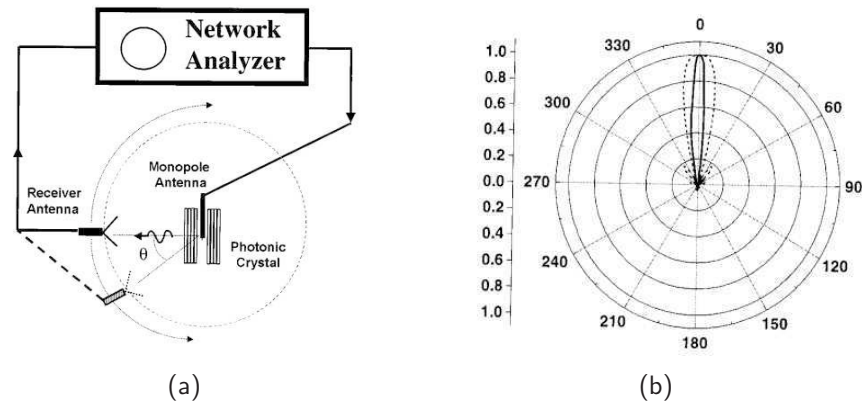 Network
Analyzer
Monopole
Antenna
Receiver
Antenna
θ
Photonic
Crystal
(a)
0
30
60
90
120
150
180
210
240
270
300
330
1.0
0.8
0.6
0.4
0.2
0.0
0.2
0.4
0.6
0.8
1.0
(b)